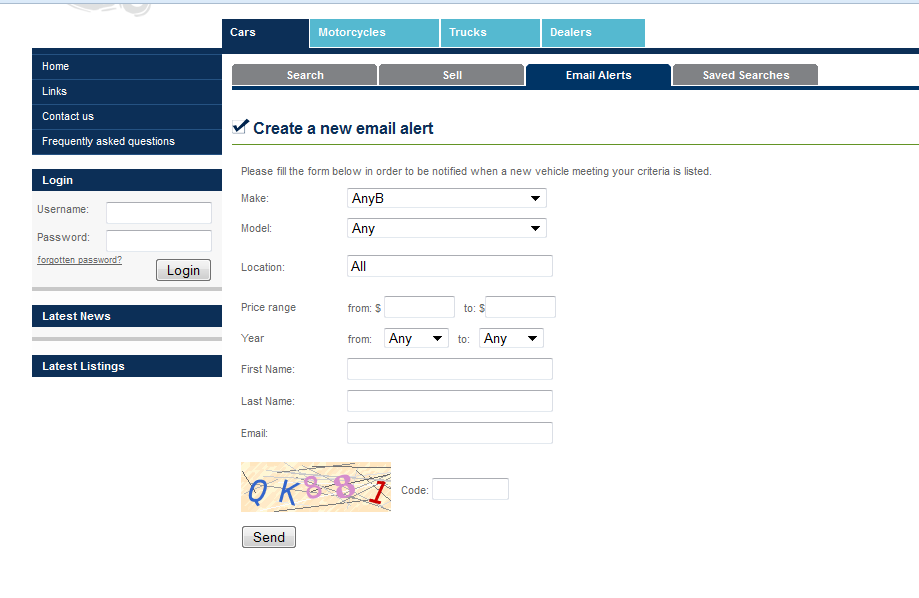 Cars Motorcycles Trucks Dealers
Home
Links
Contact us
Frequently asked questions
Login
Username:
Password:
forgotten password?
Login
Latest News
Latest Listings
Search Sell Email Alerts Saved Searches
Create a new email alert
Please fill the form below in order to be notified when a new vehicle meeting your criteria is listed.
Make: AnyB
Model: Any
Location: All
Price range from: $ to: $
Year from: Any to: Any
First Name:
Last Name:
Email:
QK881 Code:
Send